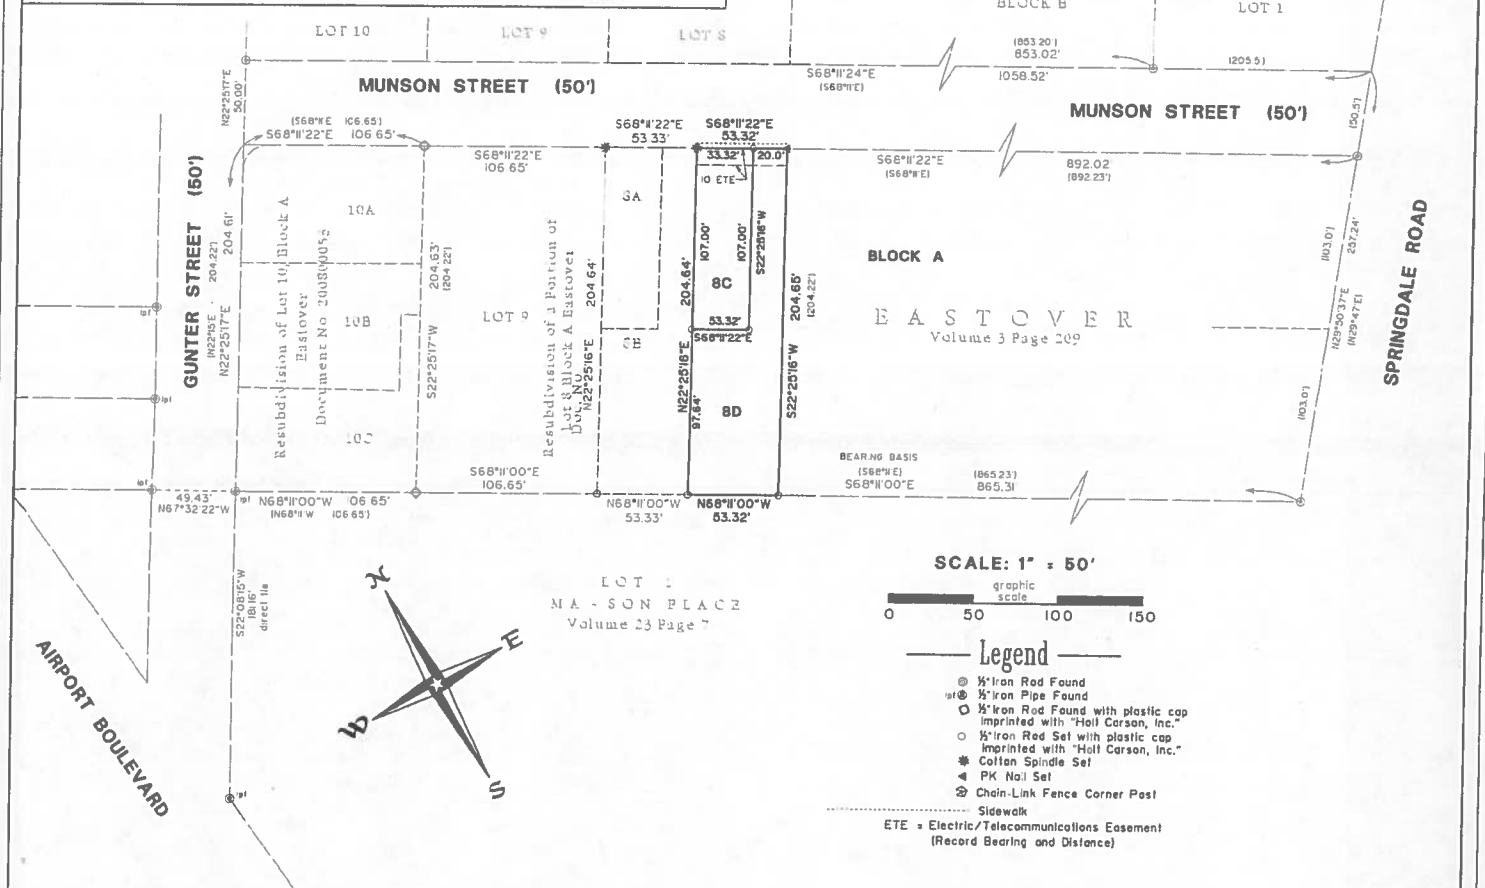 LOT 10
LOT 9
LOT 8
BLOCK B
LOT 1
MUNSON STREET (50')
(853.20')
853.02'
S68°11'24"E
(S68°11'E)
1058.52'
(205.5)
MUNSON STREET (50')
(50.5')
N22°25'17"E
50.00'
(S68°11'E 106.65')
S68°11'22"E 106.65'
S68°11'22"E
106.65'
S68°11'22"E
53.33'
S68°11'22"E
53.32'
33.32'
20.0'
10 ETE
S68°11'22"E
(S68°11'E)
892.02'
(892.23')
GUNTER STREET (50')
204.22'
204.61'
(N22°15'E
N22°25'17"E
Resubdivision of Lot 10, Block A
Eastover
Document No 200800053
10A
10B
10C
204.63'
(204.22')
S22°25'17"W
LOT 9
Resubdivision of a Portion of
Lot 8 Block A Eastover
Doc. No
204.64'
N22°25'16"E
8A
8B
107.00'
107.00'
S22°25'16"W
204.64'
8C
53.32'
S68°11'22"E
N22°25'16"E
97.64'
8D
204.65'
(204.22')
S22°25'16"W
BLOCK A
EASTOVER
Volume 3 Page 209
(103.0')
257.24'
N29°50'37"E
(N29°47'E)
(103.0')
SPRINGDALE ROAD
BEARING BASIS
(S68°11'E)
S68°11'00"E
(865.23')
865.31'
49.43'
N67°32'22"W
ipf
ipf
ipf
ipf
N68°11'00"W 106.65'
(N68°11'W 106.65')
S68°11'00"E
106.65'
N68°11'00"W
53.33'
N68°11'00"W
53.32'
S22°08'15"W
181.16'
direct tie
LOT
MA-SON PLACE
Volume 23 Page 7
AIRPORT BOULEVARD
ipf
N
E
W
S
SCALE: 1" = 50'
graphic
scale
0 50 100 150
Legend
½" Iron Rod Found
ipf ½" Iron Pipe Found
½" Iron Rod Found with plastic cap
imprinted with "Holt Carson, Inc."
½" Iron Rod Set with plastic cap
imprinted with "Holt Carson, Inc."
Cotton Spindle Set
PK Nail Set
Chain-Link Fence Corner Post
Sidewalk
ETE = Electric/Telecommunications Easement
(Record Bearing and Distance)